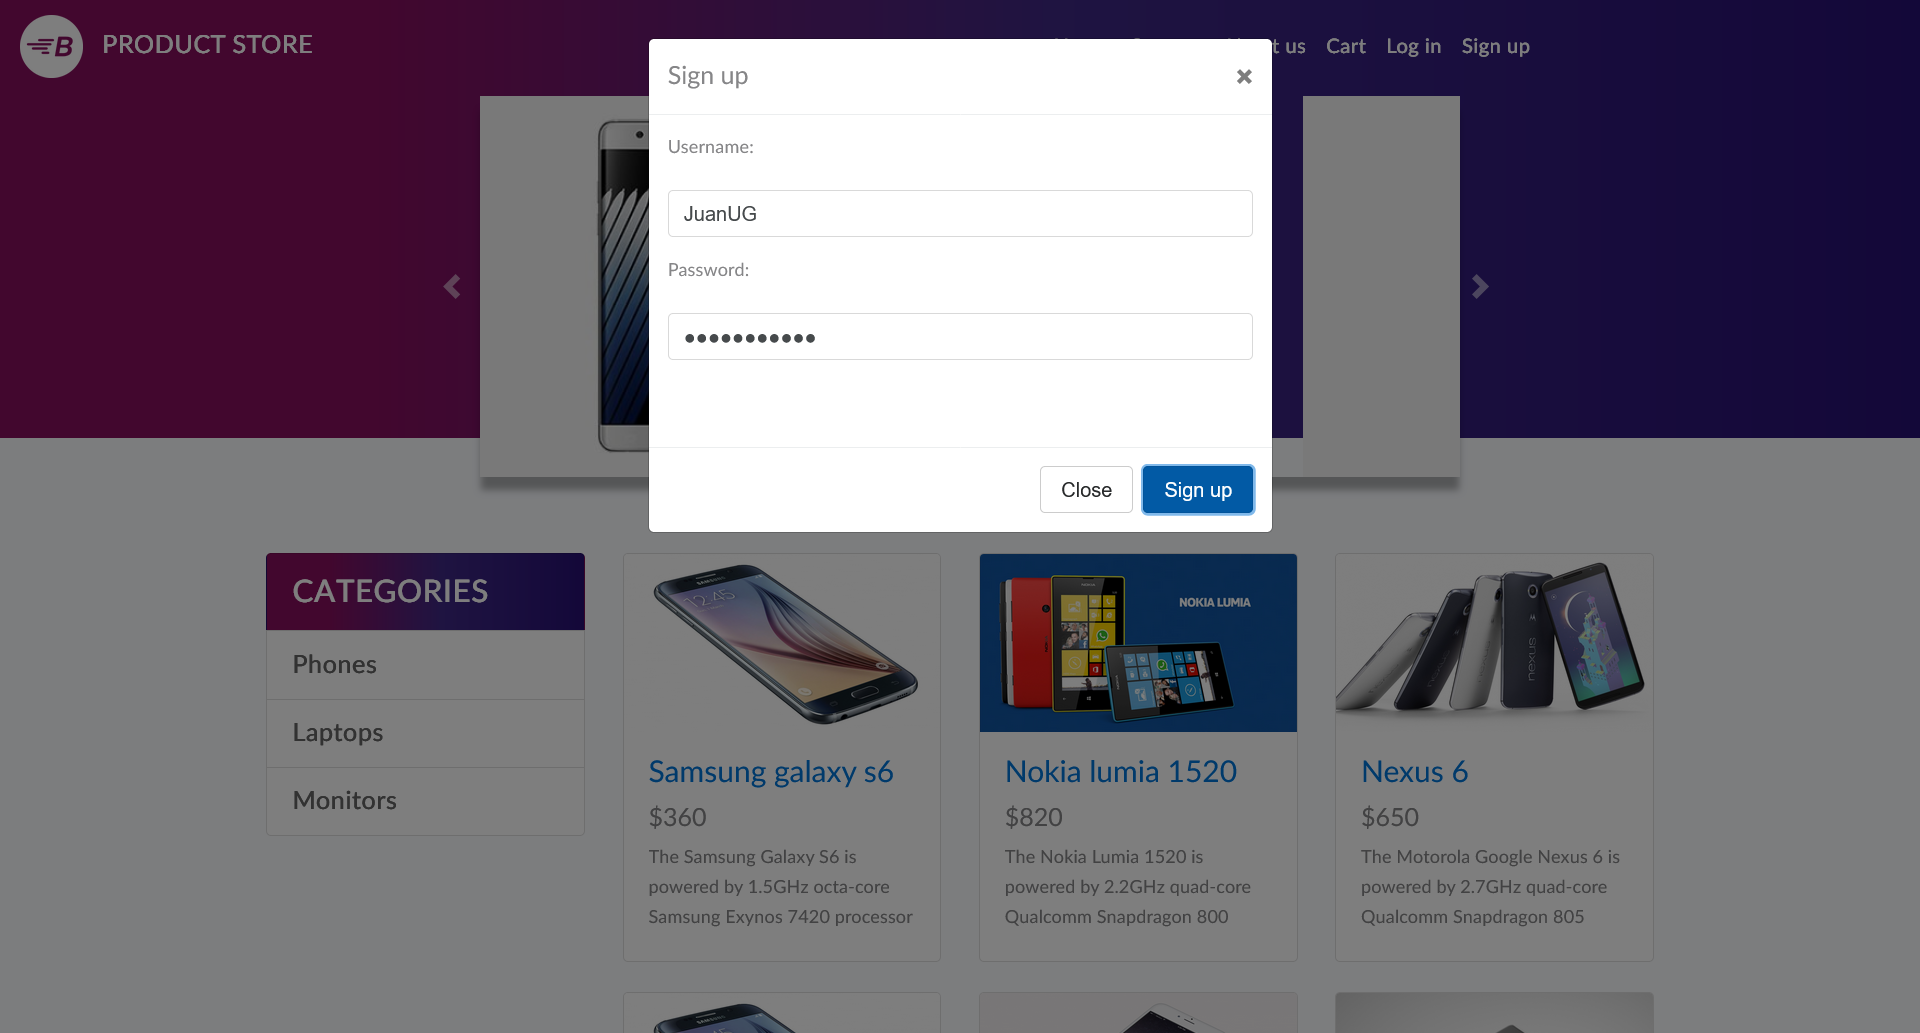 B PRODUCT STORE
t us Cart Log in Sign up
Sign up
Username:
JuanUG
Password:
Close Sign up
CATEGORIES
Phones
Laptops
Monitors
SAMSUNG
12:45
Samsung galaxy s6
$360
The Samsung Galaxy S6 is
powered by 1.5GHz octa-core
Samsung Exynos 7420 processor
NOKIA LUMIA
Nokia lumia 1520
$820
The Nokia Lumia 1520 is
powered by 2.2GHz quad-core
Qualcomm Snapdragon 800
nexus
Nexus 6
$650
The Motorola Google Nexus 6 is
powered by 2.7GHz quad-core
Qualcomm Snapdragon 805